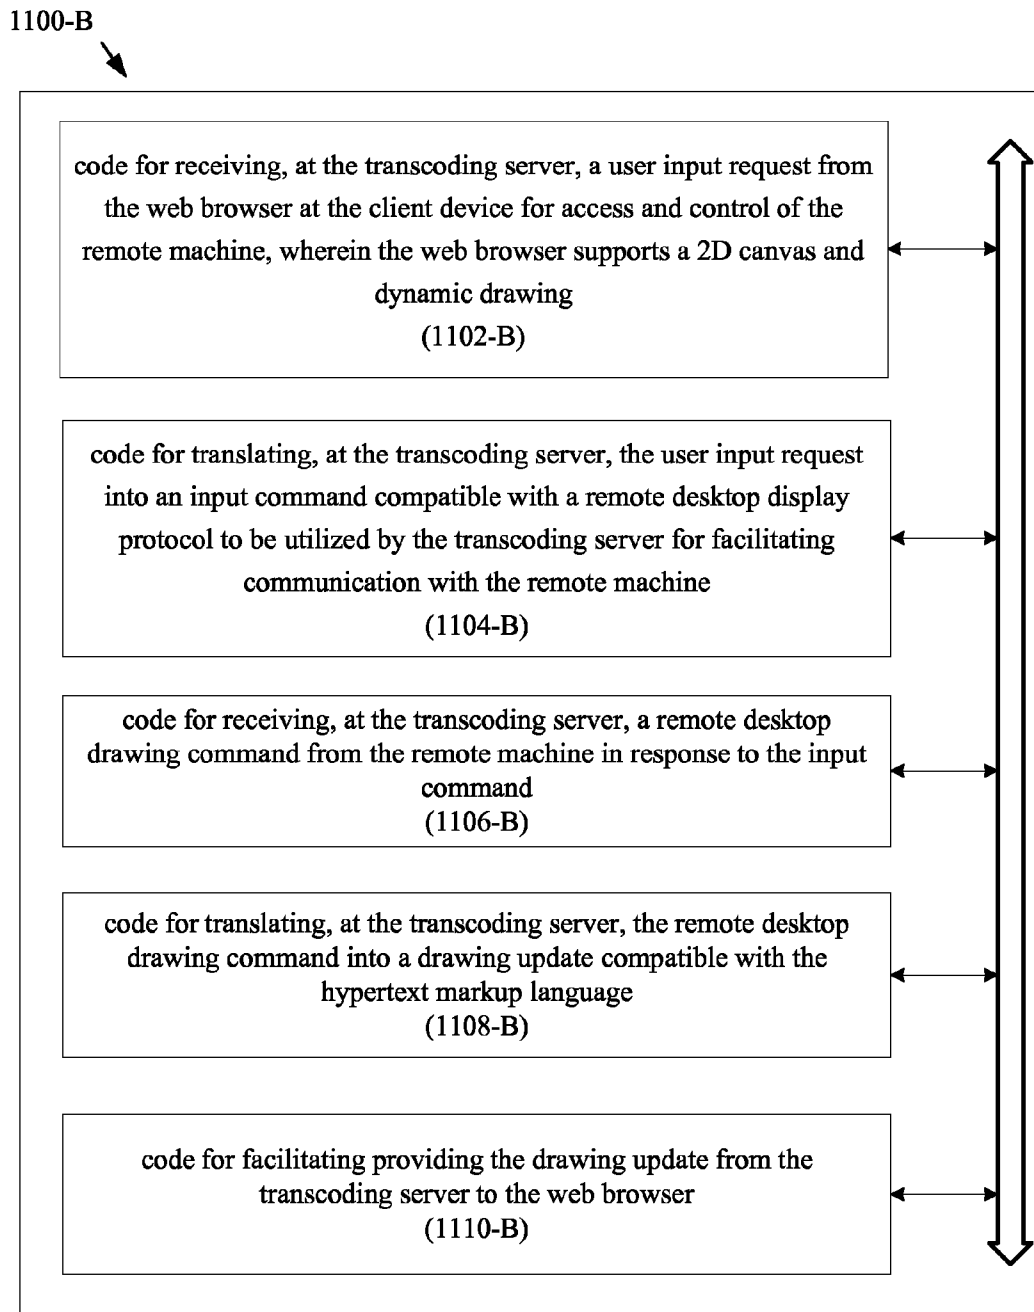 1100-B
code for receiving, at the transcoding server, a user input request from
the web browser at the client device for access and control of the
remote machine, wherein the web browser supports a 2D canvas and
dynamic drawing
(1102-B)
code for translating, at the transcoding server, the user input request
into an input command compatible with a remote desktop display
protocol to be utilized by the transcoding server for facilitating
communication with the remote machine
(1104-B)
code for receiving, at the transcoding server, a remote desktop
drawing command from the remote machine in response to the input
command
(1106-B)
code for translating, at the transcoding server, the remote desktop
drawing command into a drawing update compatible with the
hypertext markup language
(1108-B)
code for facilitating providing the drawing update from the
transcoding server to the web browser
(1110-B)